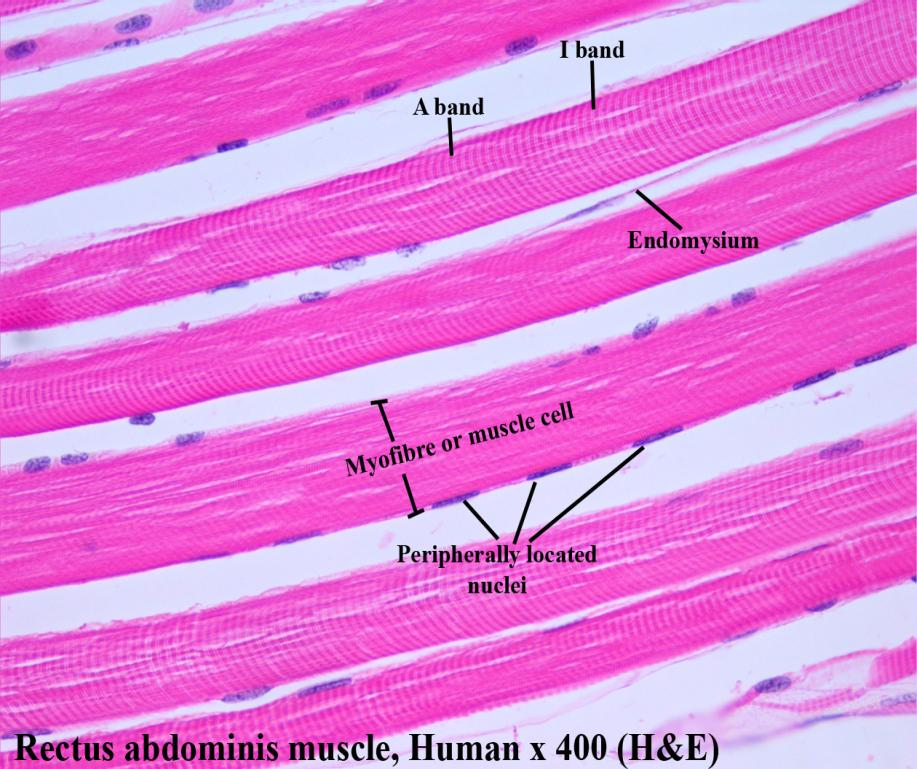 I band
A band
Endomysium
Myofibre or muscle cell
Peripherally located
nuclei
Rectus abdominis muscle, Human x 400 (H&E)